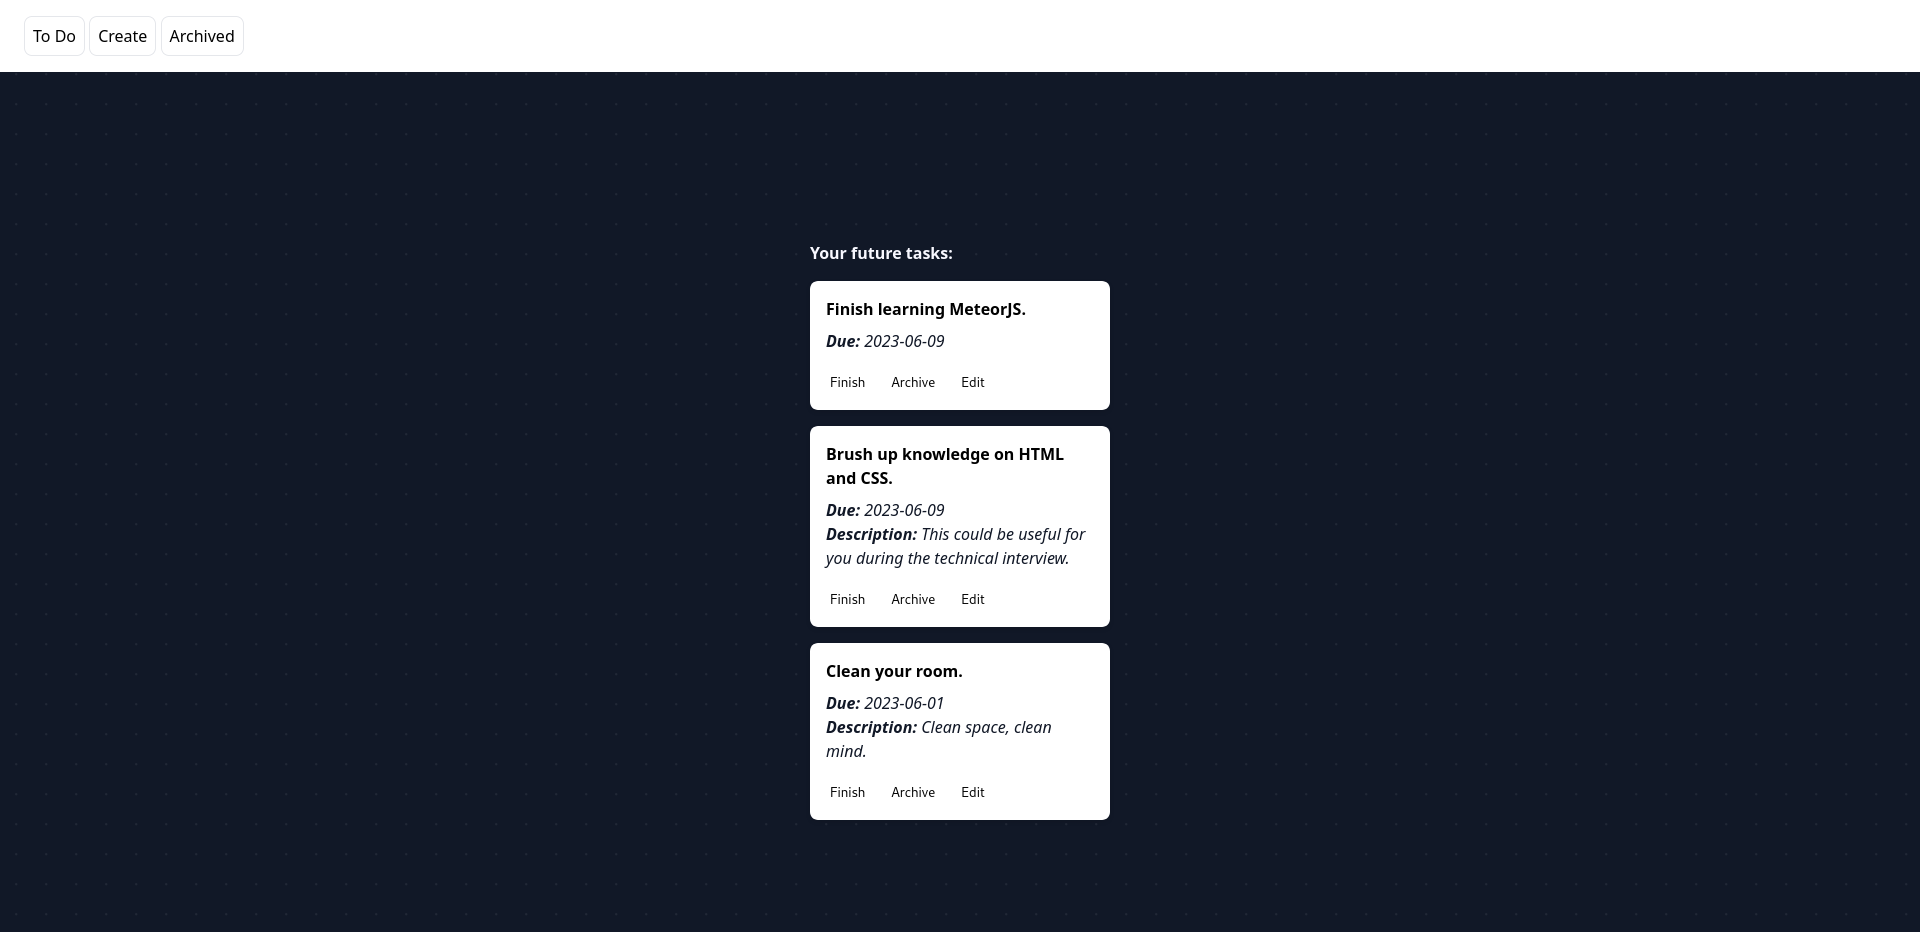 To Do Create Archived
Your future tasks:
Finish learning MeteorJS.
Due: 2023-06-09
Finish Archive Edit
Brush up knowledge on HTML
and CSS.
Due: 2023-06-09
Description: This could be useful for
you during the technical interview.
Finish Archive Edit
Clean your room.
Due: 2023-06-01
Description: Clean space, clean
mind.
Finish Archive Edit